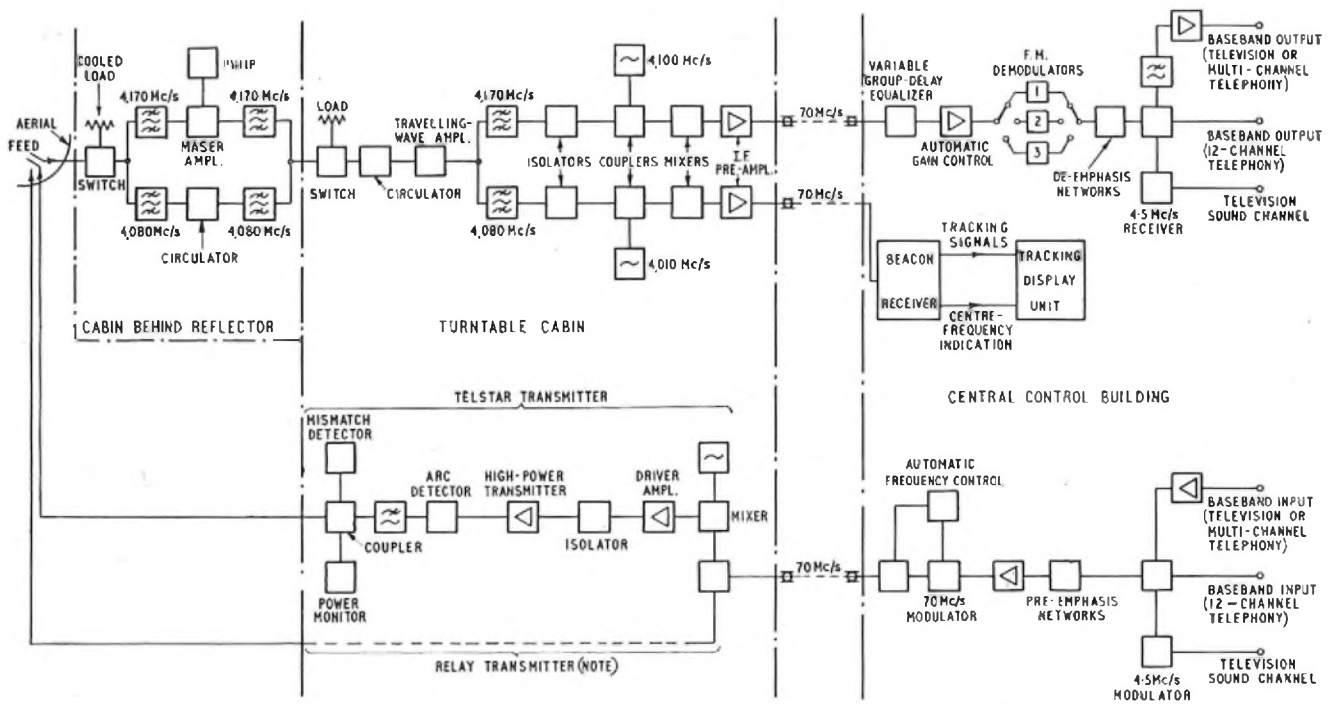 COOLED
LOAD
PUMP
4,170 Mc/s
4,170 Mc/s
AERIAL
FEED
MASER
AMPL.
SWITCH
4,080 Mc/s
4,080 Mc/s
CIRCULATOR
CABIN BEHIND REFLECTOR
LOAD
TRAVELLING-
WAVE AMPL.
SWITCH
CIRCULATOR
4,170 Mc/s
4,100 Mc/s
ISOLATORS
COUPLERS
MIXERS
I.F
PRE-AMPL.
4,080 Mc/s
4,010 Mc/s
TURNTABLE CABIN
70 Mc/s
70 Mc/s
VARIABLE
GROUP-DELAY
EQUALIZER
AUTOMATIC
GAIN CONTROL
F.M.
DEMODULATORS
1
2
3
DE-EMPHASIS
NETWORKS
BASEBAND OUTPUT
(TELEVISION OR
MULTI-CHANNEL
TELEPHONY)
BASEBAND OUTPUT
(12-CHANNEL
TELEPHONY)
TELEVISION
SOUND CHANNEL
4·5 Mc/s
RECEIVER
BEACON
RECEIVER
TRACKING
SIGNALS
CENTRE-
FREQUENCY
INDICATION
TRACKING
DISPLAY
UNIT
CENTRAL CONTROL BUILDING
TELSTAR TRANSMITTER
MISMATCH
DETECTOR
ARC
DETECTOR
HIGH-POWER
TRANSMITTER
DRIVER
AMPL.
MIXER
COUPLER
ISOLATOR
POWER
MONITOR
RELAY TRANSMITTER (NOTE)
70 Mc/s
AUTOMATIC
FREQUENCY CONTROL
70 Mc/s
MODULATOR
PRE-EMPHASIS
NETWORKS
BASEBAND INPUT
(TELEVISION OR
MULTI-CHANNEL
TELEPHONY)
BASEBAND INPUT
(12-CHANNEL
TELEPHONY)
TELEVISION
SOUND CHANNEL
4·5 Mc/s
MODULATOR